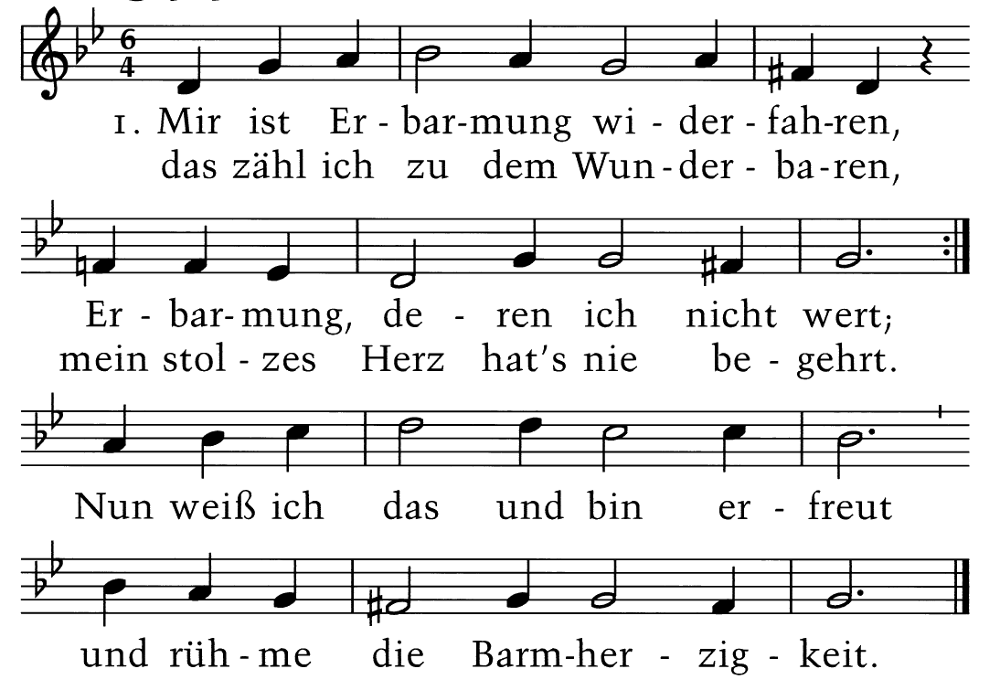 6
4
1. Mir ist Er - bar-mung wi - der - fah-ren,
das zähl ich zu dem Wun - der - ba - ren,
Er - bar- mung, de - ren ich nicht wert;
mein stol - zes Herz hat's nie be - gehrt.
Nun weiß ich das und bin er - freut
und rüh - me die Barm-her - zig - keit.